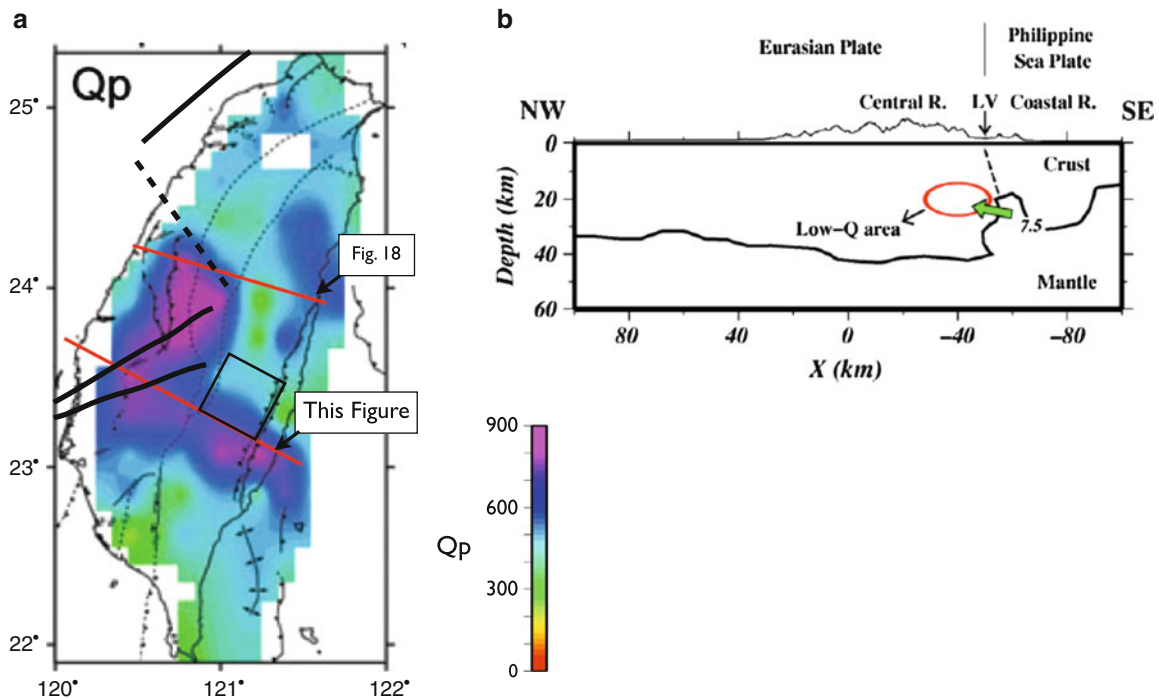 a
Qp
25°
24°
23°
22°
120°
121°
122°
Fig. 18
This Figure
b
Eurasian Plate
Philippine
Sea Plate
NW
Central R.
LV
Coastal R.
SE
0
20
40
60
Depth (km)
Crust
Low–Q area
7.5
Mantle
80
40
0
−40
−80
X (km)
900
600
300
0
Qp